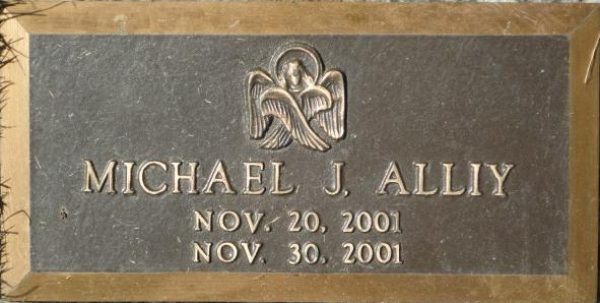 MICHAEL J. ALLIY
NOV. 20, 2001
NOV. 30, 2001